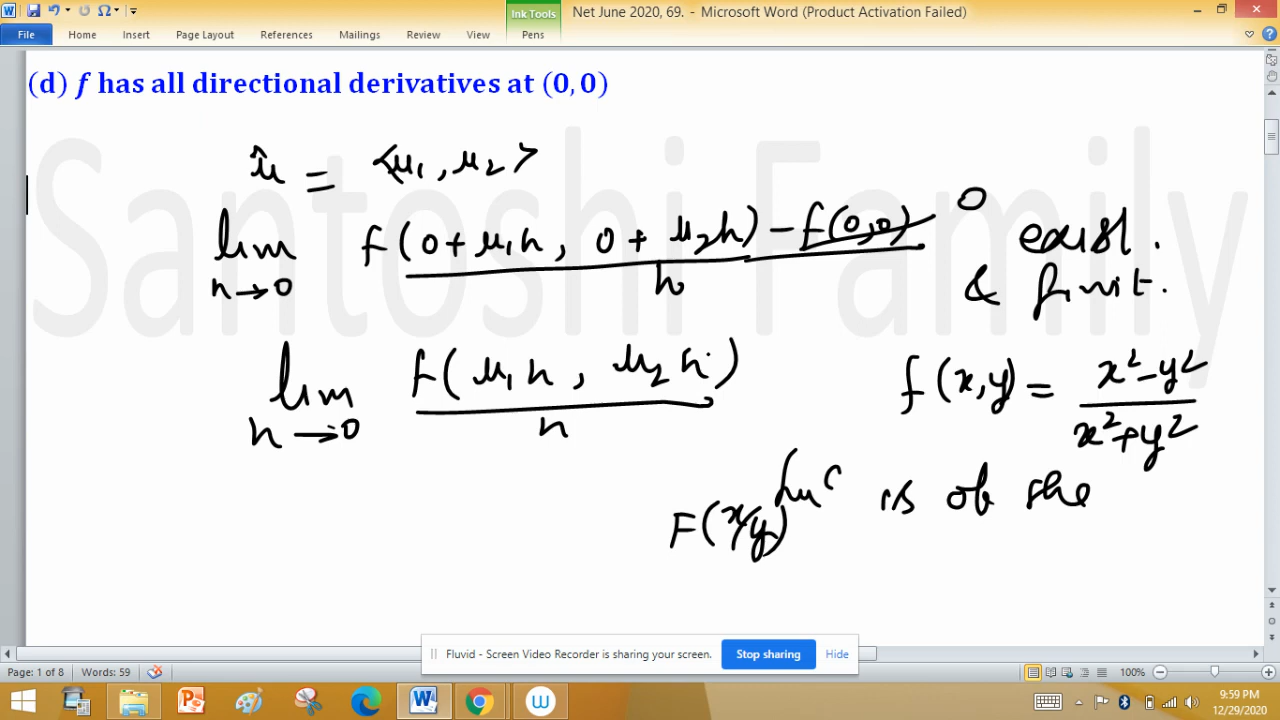 Ink Tools
Net June 2020, 69. - Microsoft Word (Product Activation Failed)
File Home Insert Page Layout References Mailings Review View Pens
(d) f has all directional derivatives at (0, 0)
Santoshi Family
û = <u₁, u₂>
lim h→0 f(0+u₁h, 0+u₂h) - f(0,0) / h 0 exist.
& finit.
lim h→0 f(u₁h, u₂h) / h
f(x,y) = x²-y² / x²+y²
F(x/y) is of the
Fluvid - Screen Video Recorder is sharing your screen. Stop sharing Hide
Page: 1 of 8 Words: 59 100%
9:59 PM
12/29/2020